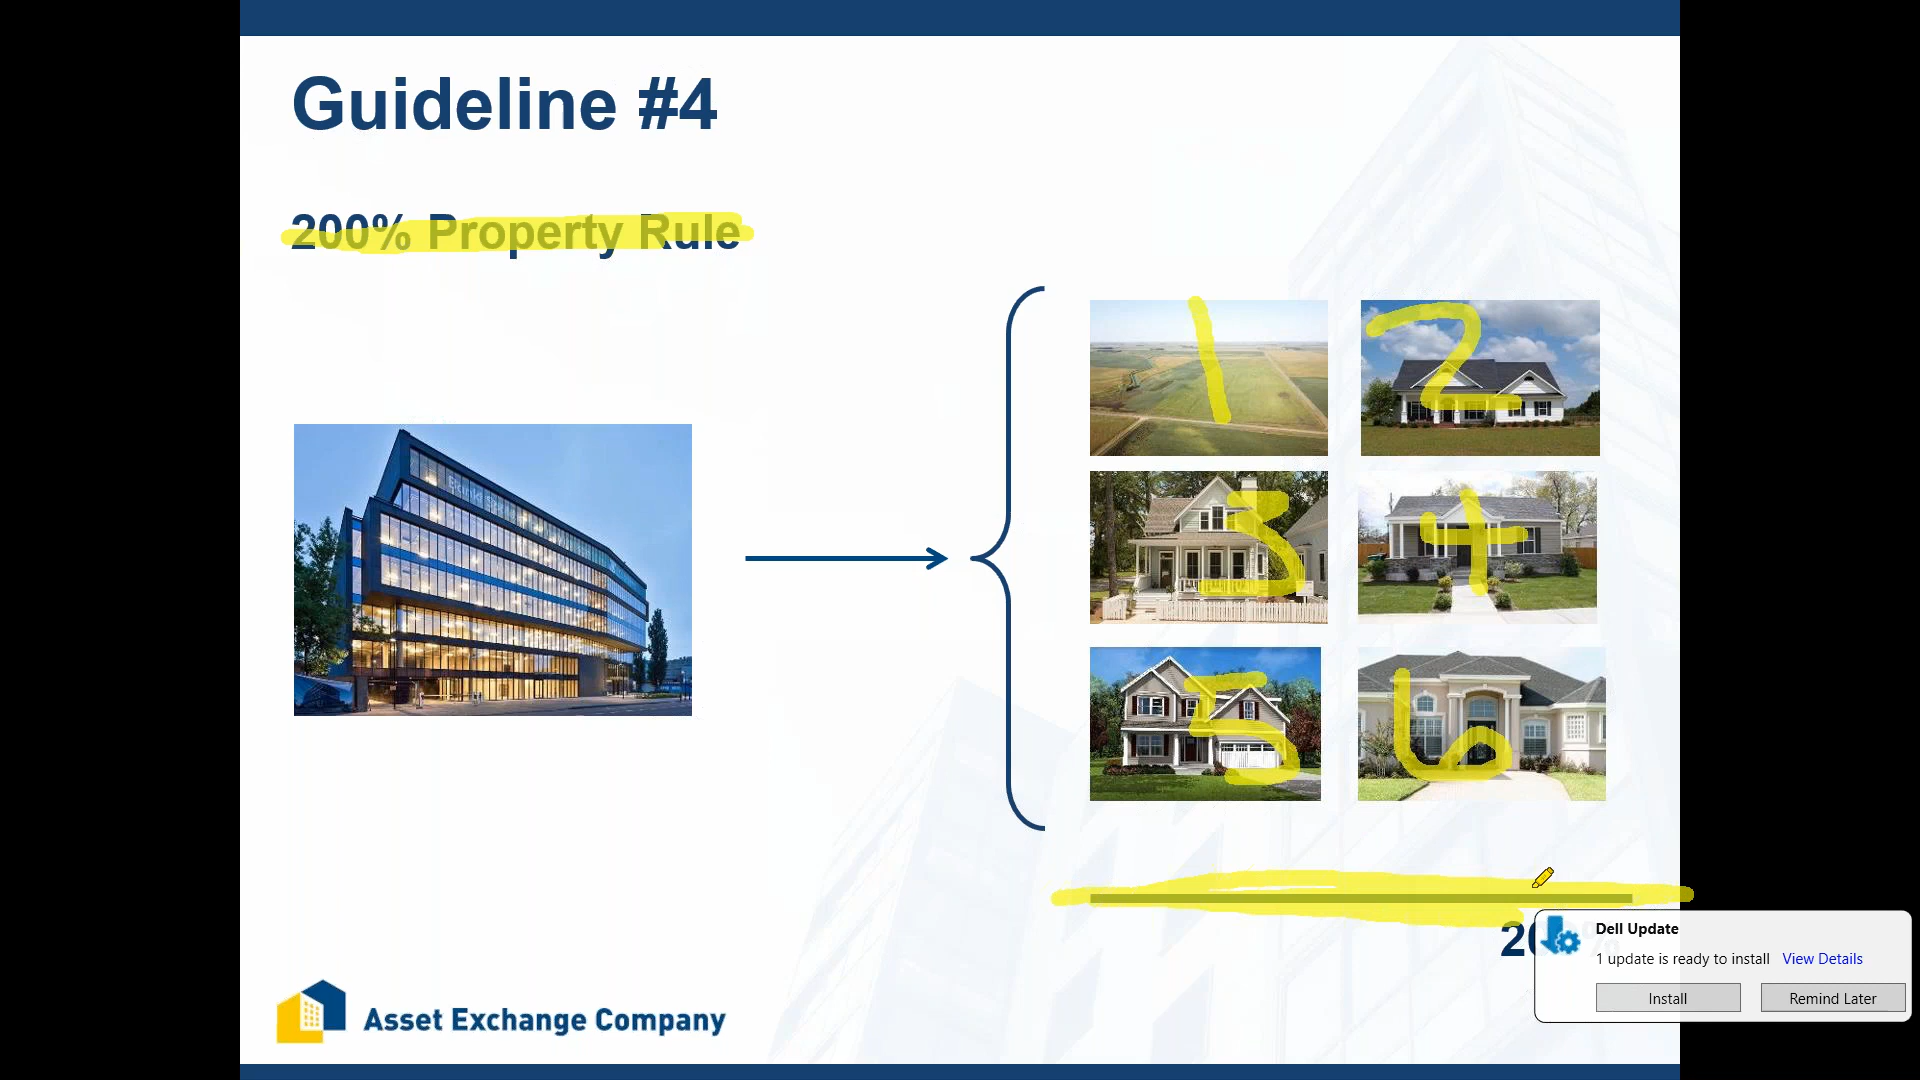 Guideline #4
200% Property Rule
1
2
3
4
5
6
Dell Update
1 update is ready to install View Details
Install
Remind Later
Asset Exchange Company